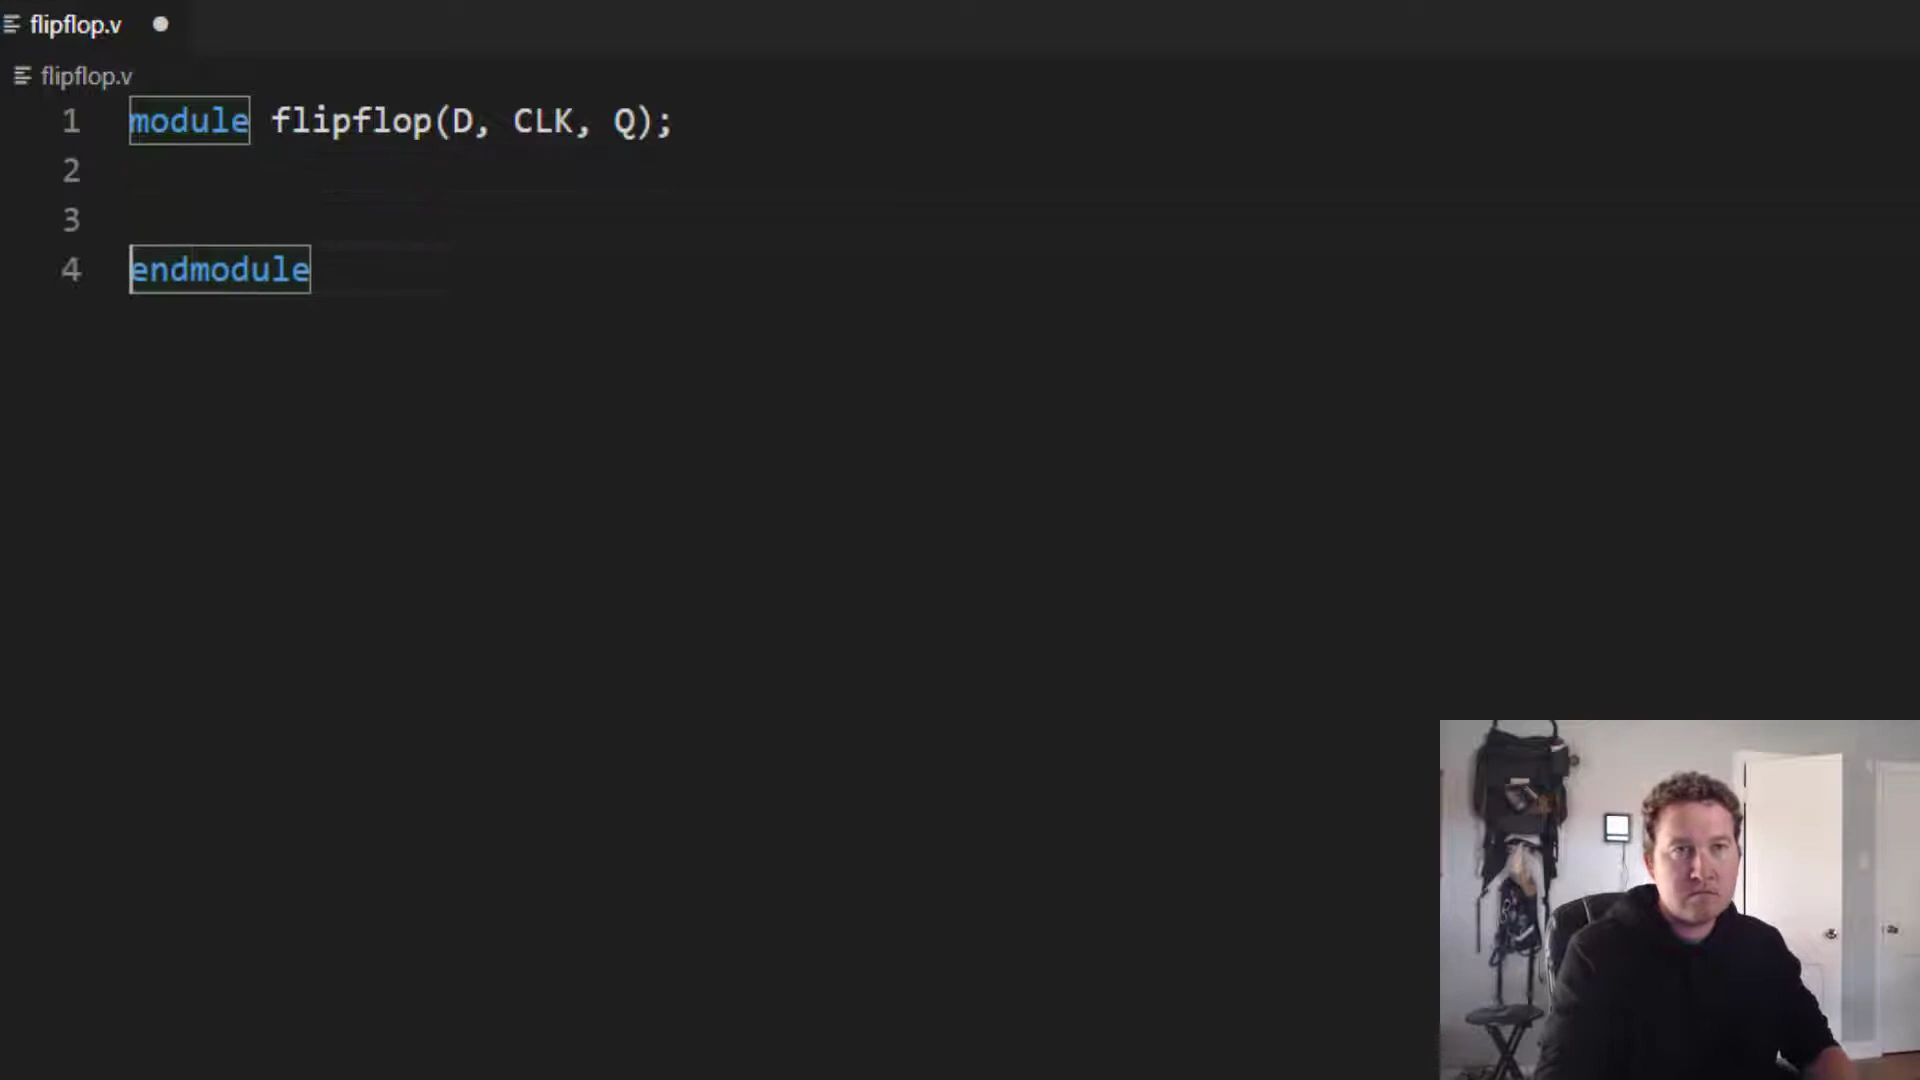 flipflop.v
flipflop.v
1 module flipflop(D, CLK, Q);
2
3
4 endmodule